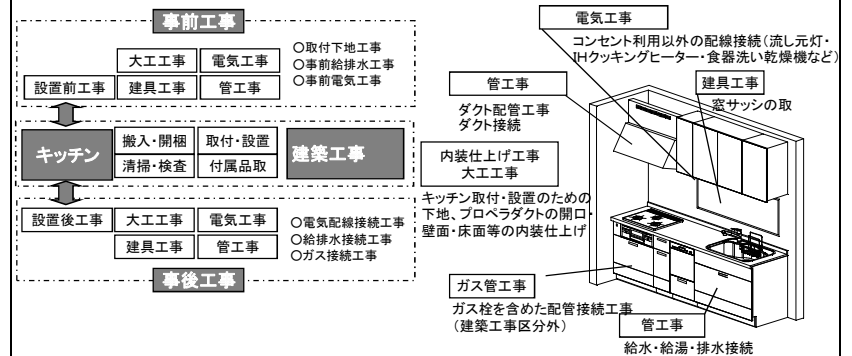 事前工事
大工工事 電気工事
設置前工事 建具工事 管工事
○取付下地工事
○事前給排水工事
○事前電気工事
キッチン
搬入・開梱 取付・設置
清掃・検査 付属品取
建築工事
設置後工事 大工工事 電気工事
建具工事 管工事
○電気配線接続工事
○給排水接続工事
○ガス接続工事
事後工事
電気工事
コンセント利用以外の配線接続(流し元灯・
IHクッキングヒーター・食器洗い乾燥機など)
管工事
ダクト配管工事
ダクト接続
建具工事
窓サッシの取
内装仕上げ工事
大工工事
キッチン取付・設置のための
下地、プロペラダクトの開口・
壁面・床面等の内装仕上げ
ガス管工事
ガス栓を含めた配管接続工事
(建築工事区分外)
管工事
給水・給湯・排水接続